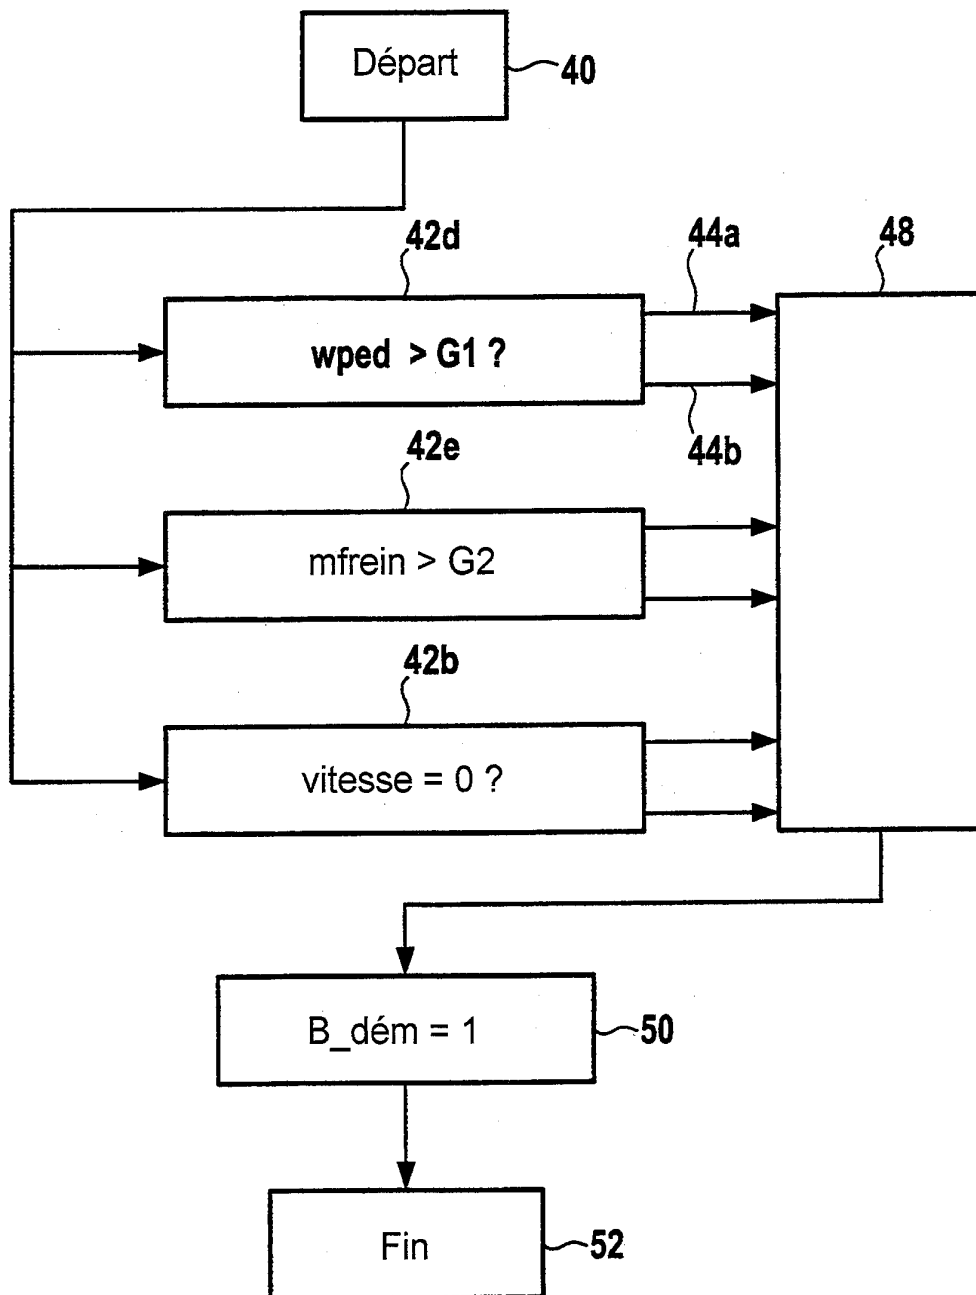 Départ
40
42d
44a
48
wped > G1 ?
44b
42e
mfrein > G2
42b
vitesse = 0 ?
B_dém = 1
50
Fin
52